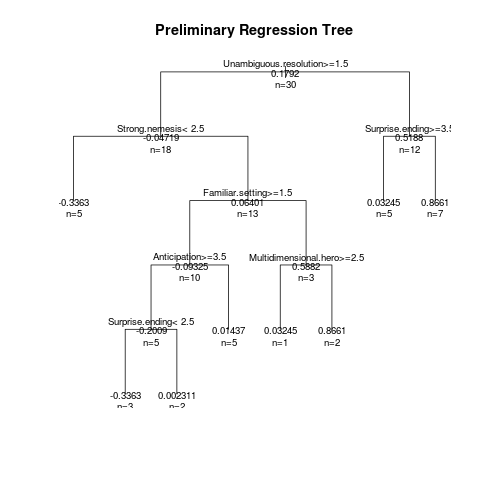 Preliminary Regression Tree
Unambiguous.resolution>=1.5
0.1792
n=30
Strong.nemesis< 2.5
-0.04719
n=18
Surprise.ending>=3.5
0.5188
n=12
-0.3363
n=5
Familiar.setting>=1.5
0.06401
n=13
0.03245
n=5
0.8661
n=7
Anticipation>=3.5
-0.09325
n=10
Multidimensional.hero>=2.5
0.5882
n=3
Surprise.ending< 2.5
-0.2009
n=5
0.01437
n=5
0.03245
n=1
0.8661
n=2
-0.3363
n=3
0.002311
n=2